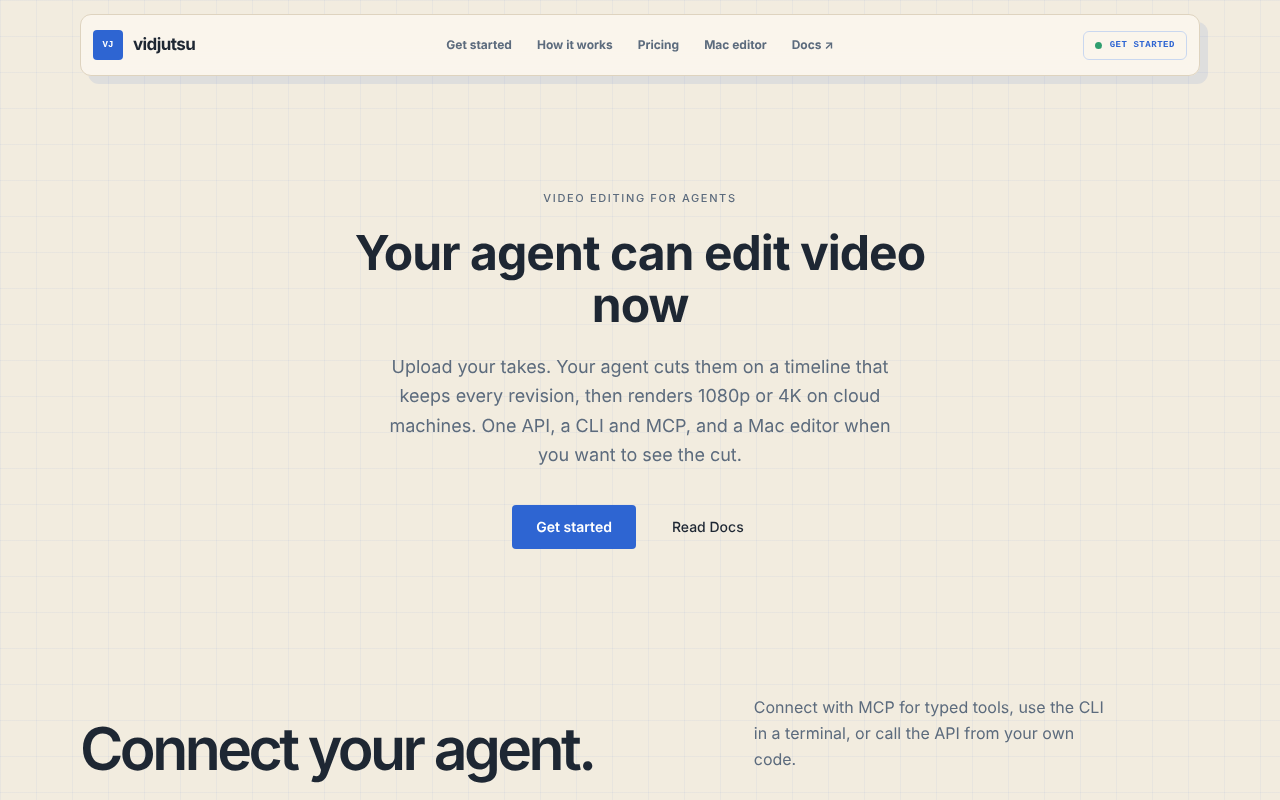 VJ vidjutsu Get started How it works Pricing Mac editor Docs ↗ GET STARTED
VIDEO EDITING FOR AGENTS
Your agent can edit video
now
Upload your takes. Your agent cuts them on a timeline that
keeps every revision, then renders 1080p or 4K on cloud
machines. One API, a CLI and MCP, and a Mac editor when
you want to see the cut.
Get started Read Docs
Connect your agent.
Connect with MCP for typed tools, use the CLI
in a terminal, or call the API from your own
code.